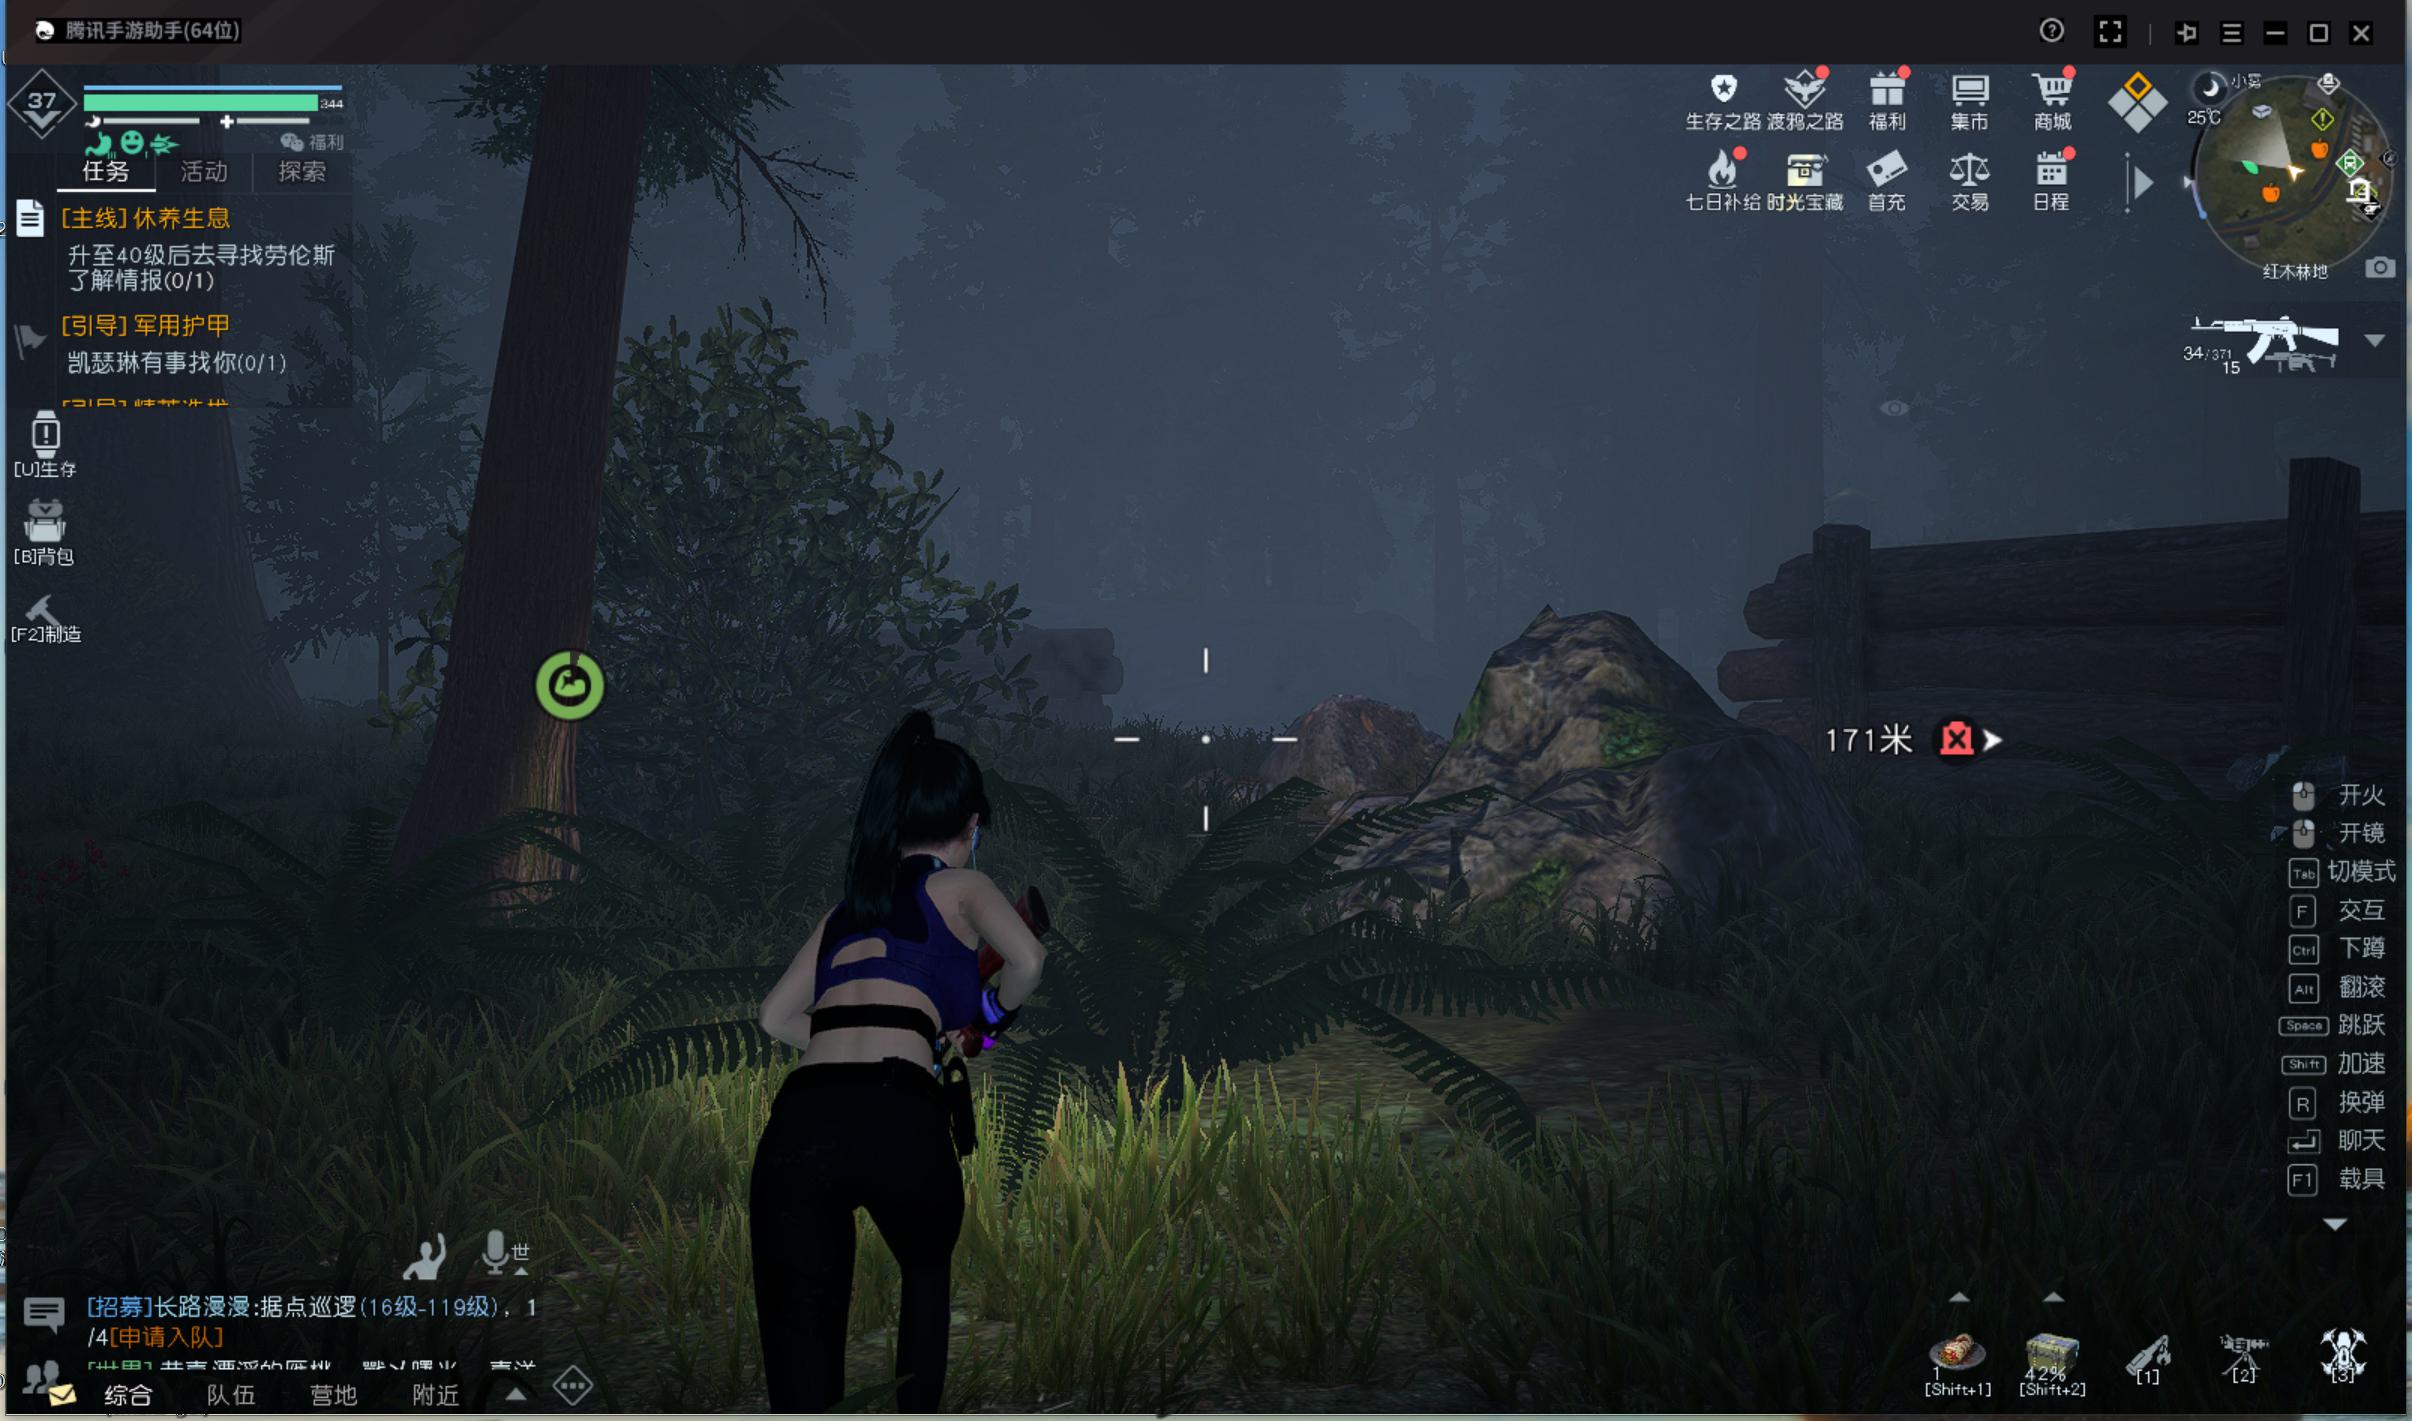 腾讯手游助手(64位)
37
344
福利
任务 活动 探索
[主线] 休养生息
升至40级后去寻找劳伦斯
了解情报(0/1)
[引导] 军用护甲
凯瑟琳有事找你(0/1)
[U]生存
[B]背包
[F2]制造
生存之路 渡鸦之路 福利 集市 商城
七日补给 时光宝藏 首充 交易 日程
小雾
25℃
红木林地
34/371
15
171米
开火
开镜
Tab 切模式
F 交互
Ctrl 下蹲
Alt 翻滚
Space 跳跃
Shift 加速
R 换弹
聊天
F1 载具
世
[招募]长路漫漫:据点巡逻(16级-119级), 1
/4[申请入队]
综合 队伍 营地 附近
1
[Shift+1]
42%
[Shift+2]
[1]
[2]
[3]